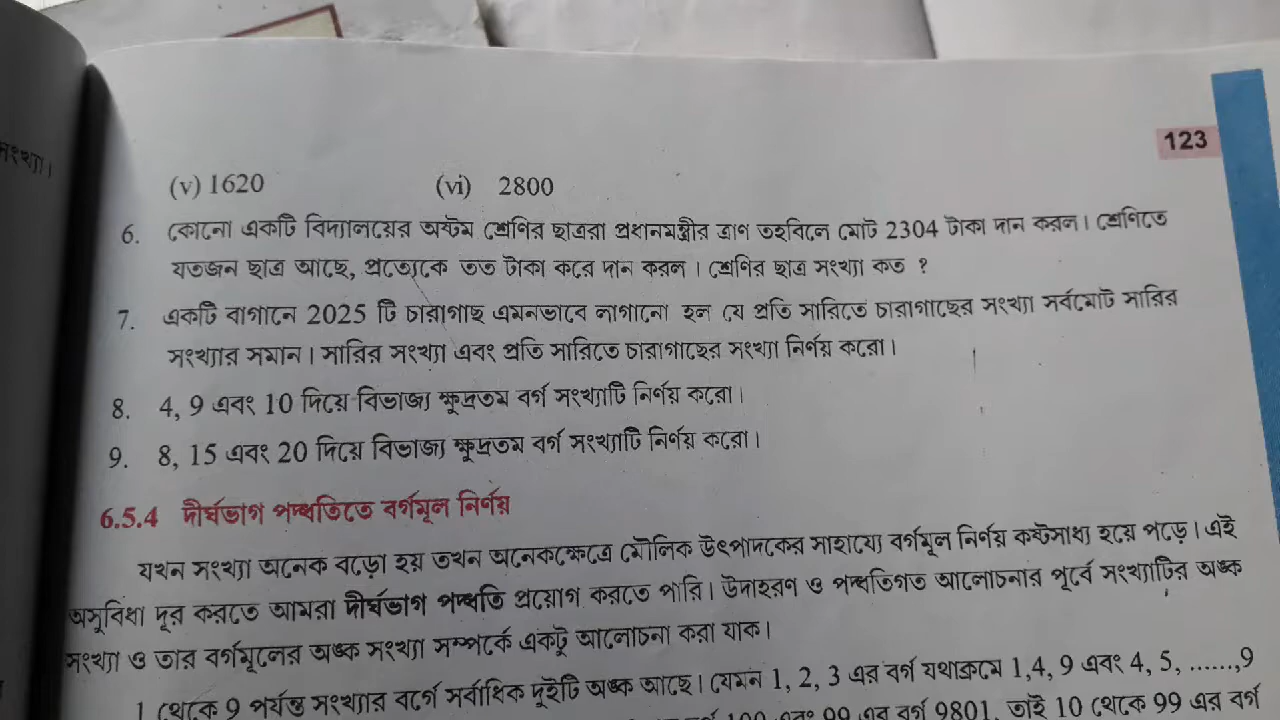 সংখ্যা।
123
(v) 1620 (vi) 2800
6. কোনো একটি বিদ্যালয়ের অষ্টম শ্রেণির ছাত্ররা প্রধানমন্ত্রীর ত্রাণ তহবিলে মোট 2304 টাকা দান করল। শ্রেণিতে
যতজন ছাত্র আছে, প্রত্যেকে তত টাকা করে দান করল। শ্রেণির ছাত্র সংখ্যা কত ?
7. একটি বাগানে 2025 টি চারাগাছ এমনভাবে লাগানো হল যে প্রতি সারিতে চারাগাছের সংখ্যা সর্বমোট সারির
সংখ্যার সমান। সারির সংখ্যা এবং প্রতি সারিতে চারাগাছের সংখ্যা নির্ণয় করো।
8. 4, 9 এবং 10 দিয়ে বিভাজ্য ক্ষুদ্রতম বর্গ সংখ্যাটি নির্ণয় করো।
9. 8, 15 এবং 20 দিয়ে বিভাজ্য ক্ষুদ্রতম বর্গ সংখ্যাটি নির্ণয় করো।
6.5.4 দীর্ঘভাগ পদ্ধতিতে বর্গমূল নির্ণয়
যখন সংখ্যা অনেক বড়ো হয় তখন অনেকক্ষেত্রে মৌলিক উৎপাদকের সাহায্যে বর্গমূল নির্ণয় কষ্টসাধ্য হয়ে পড়ে। এই
অসুবিধা দূর করতে আমরা দীর্ঘভাগ পদ্ধতি প্রয়োগ করতে পারি। উদাহরণ ও পদ্ধতিগত আলোচনার পূর্বে সংখ্যাটির অঙ্ক
সংখ্যা ও তার বর্গমূলের অঙ্ক সংখ্যা সম্পর্কে একটু আলোচনা করা যাক।
1 থেকে 9 পর্যন্ত সংখ্যার বর্গে সর্বাধিক দুইটি অঙ্ক আছে। যেমন 1, 2, 3 এর বর্গ যথাক্রমে 1,4, 9 এবং 4, 5, ......,9
100 এবং 99 এর বর্গ 9801, তাই 10 থেকে 99 এর বর্গ